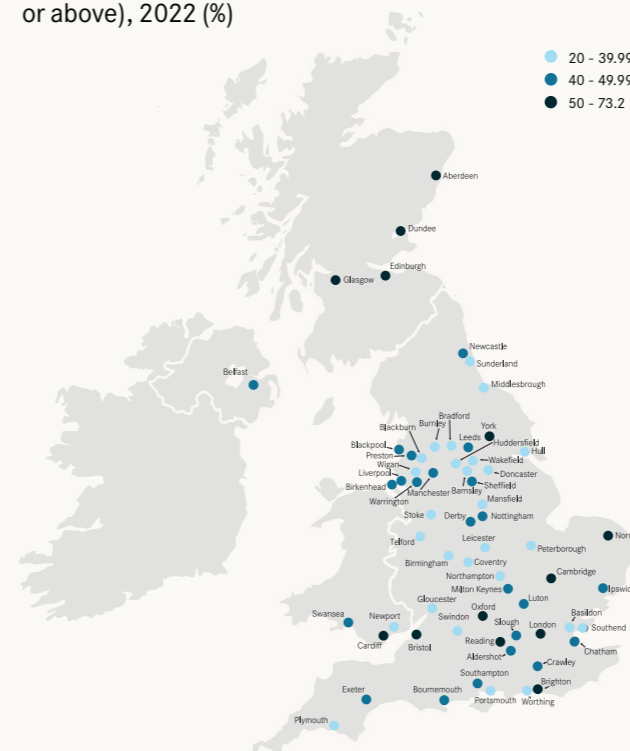 or above), 2022 (%)
20 - 39.99
40 - 49.99
50 - 73.2
Aberdeen
Dundee
Edinburgh
Glasgow
Newcastle
Sunderland
Belfast
Middlesbrough
Bradford
Burnley
Blackburn
York
Leeds
Huddersfield
Blackpool
Hull
Preston
Wakefield
Wigan
Liverpool
Doncaster
Birkenhead
Sheffield
Manchester
Barnsley
Warrington
Mansfield
Stoke
Derby
Nottingham
Telford
Leicester
Peterborough
Birmingham
Coventry
Northampton
Cambridge
Milton Keynes
Gloucester
Luton
Oxford
Basildon
Swansea
Newport
Swindon
Slough
London
Southend
Cardiff
Bristol
Reading
Chatham
Aldershot
Crawley
Southampton
Brighton
Exeter
Bournemouth
Portsmouth
Worthing
Plymouth